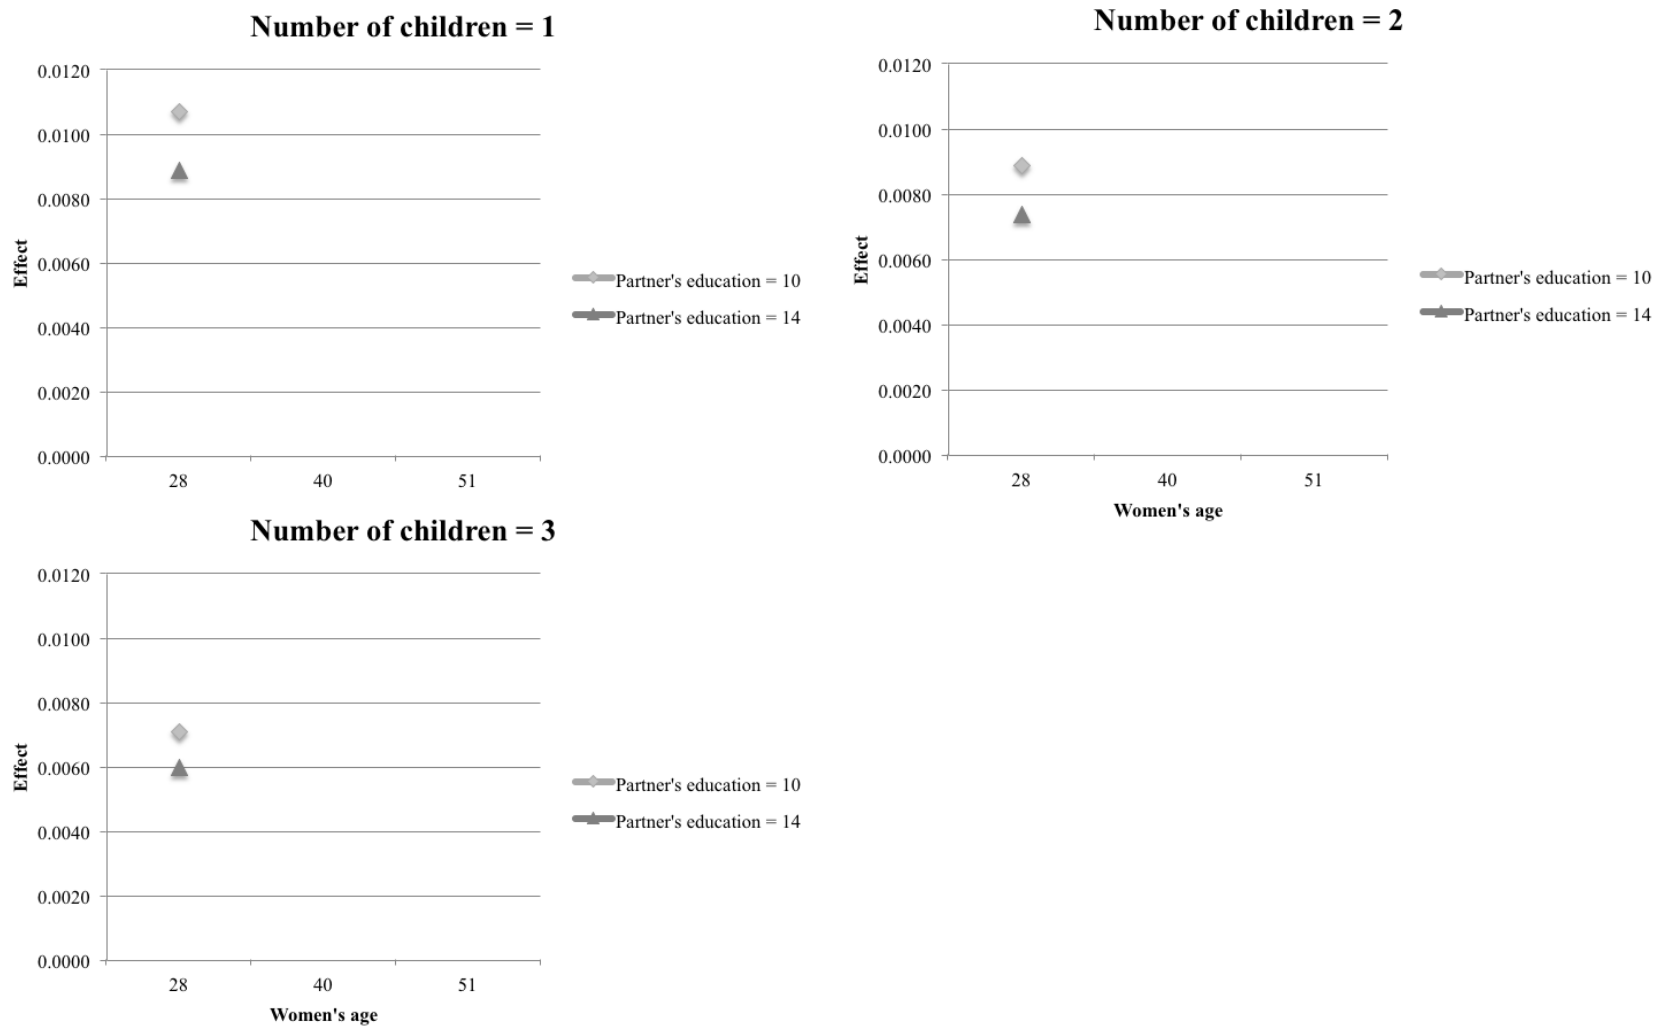 Number of children = 1
0.0120
0.0100
0.0080
0.0060
0.0040
0.0020
0.0000
Effect
28 40 51
Partner's education = 10
Partner's education = 14
Number of children = 2
0.0120
0.0100
0.0080
0.0060
0.0040
0.0020
0.0000
Effect
28 40 51
Women's age
Partner's education = 10
Partner's education = 14
Number of children = 3
0.0120
0.0100
0.0080
0.0060
0.0040
0.0020
0.0000
Effect
28 40 51
Women's age
Partner's education = 10
Partner's education = 14